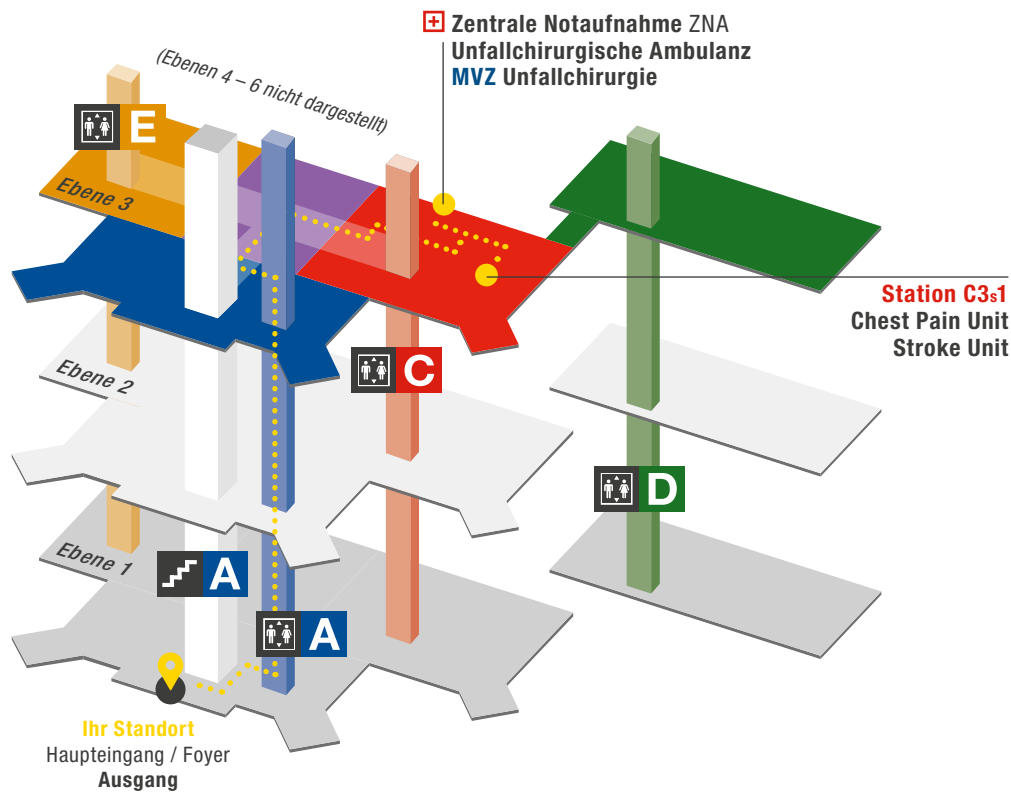 Zentrale Notaufnahme ZNA
Unfallchirurgische Ambulanz
MVZ Unfallchirurgie
(Ebenen 4 – 6 nicht dargestellt)
E
Ebene 3
Station C3s1
Chest Pain Unit
Stroke Unit
C
Ebene 2
D
Ebene 1
A
A
Ihr Standort
Haupteingang / Foyer
Ausgang